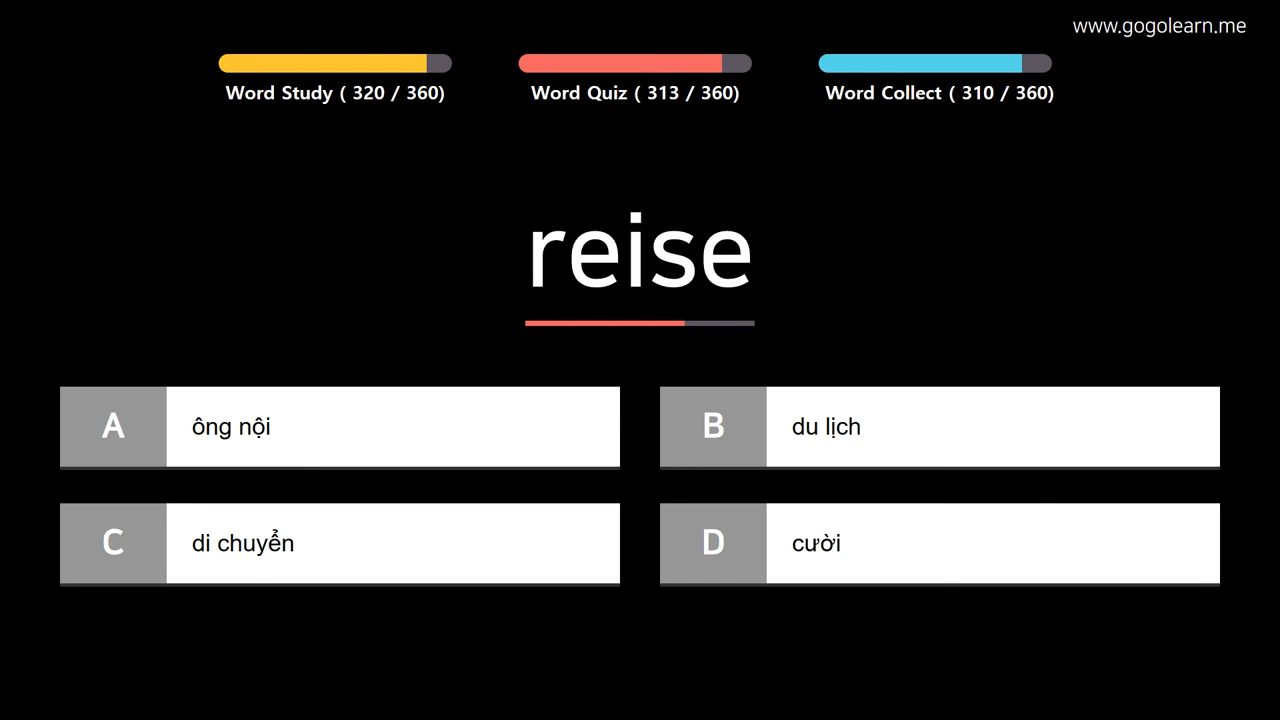 www.gogolearn.me
Word Study ( 320 / 360)
Word Quiz ( 313 / 360)
Word Collect ( 310 / 360)
reise
A
ông nội
B
du lịch
C
di chuyển
D
cười